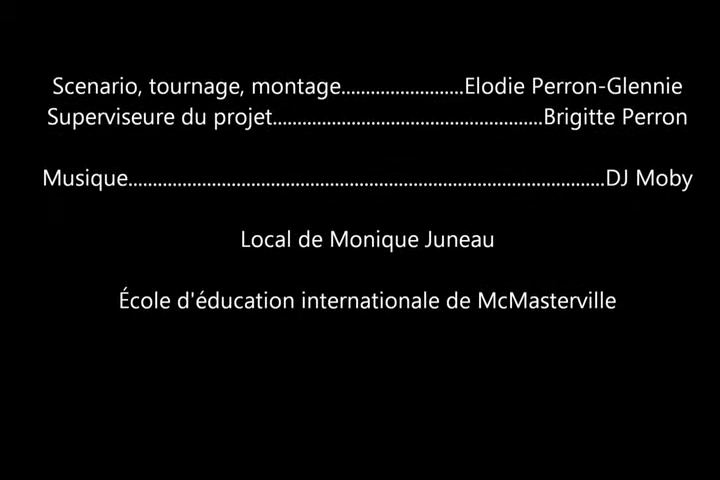 Scenario, tournage, montage.........................Elodie Perron-Glennie
Superviseure du projet.......................................................Brigitte Perron
Musique.................................................................................................DJ Moby
Local de Monique Juneau
École d'éducation internationale de McMasterville